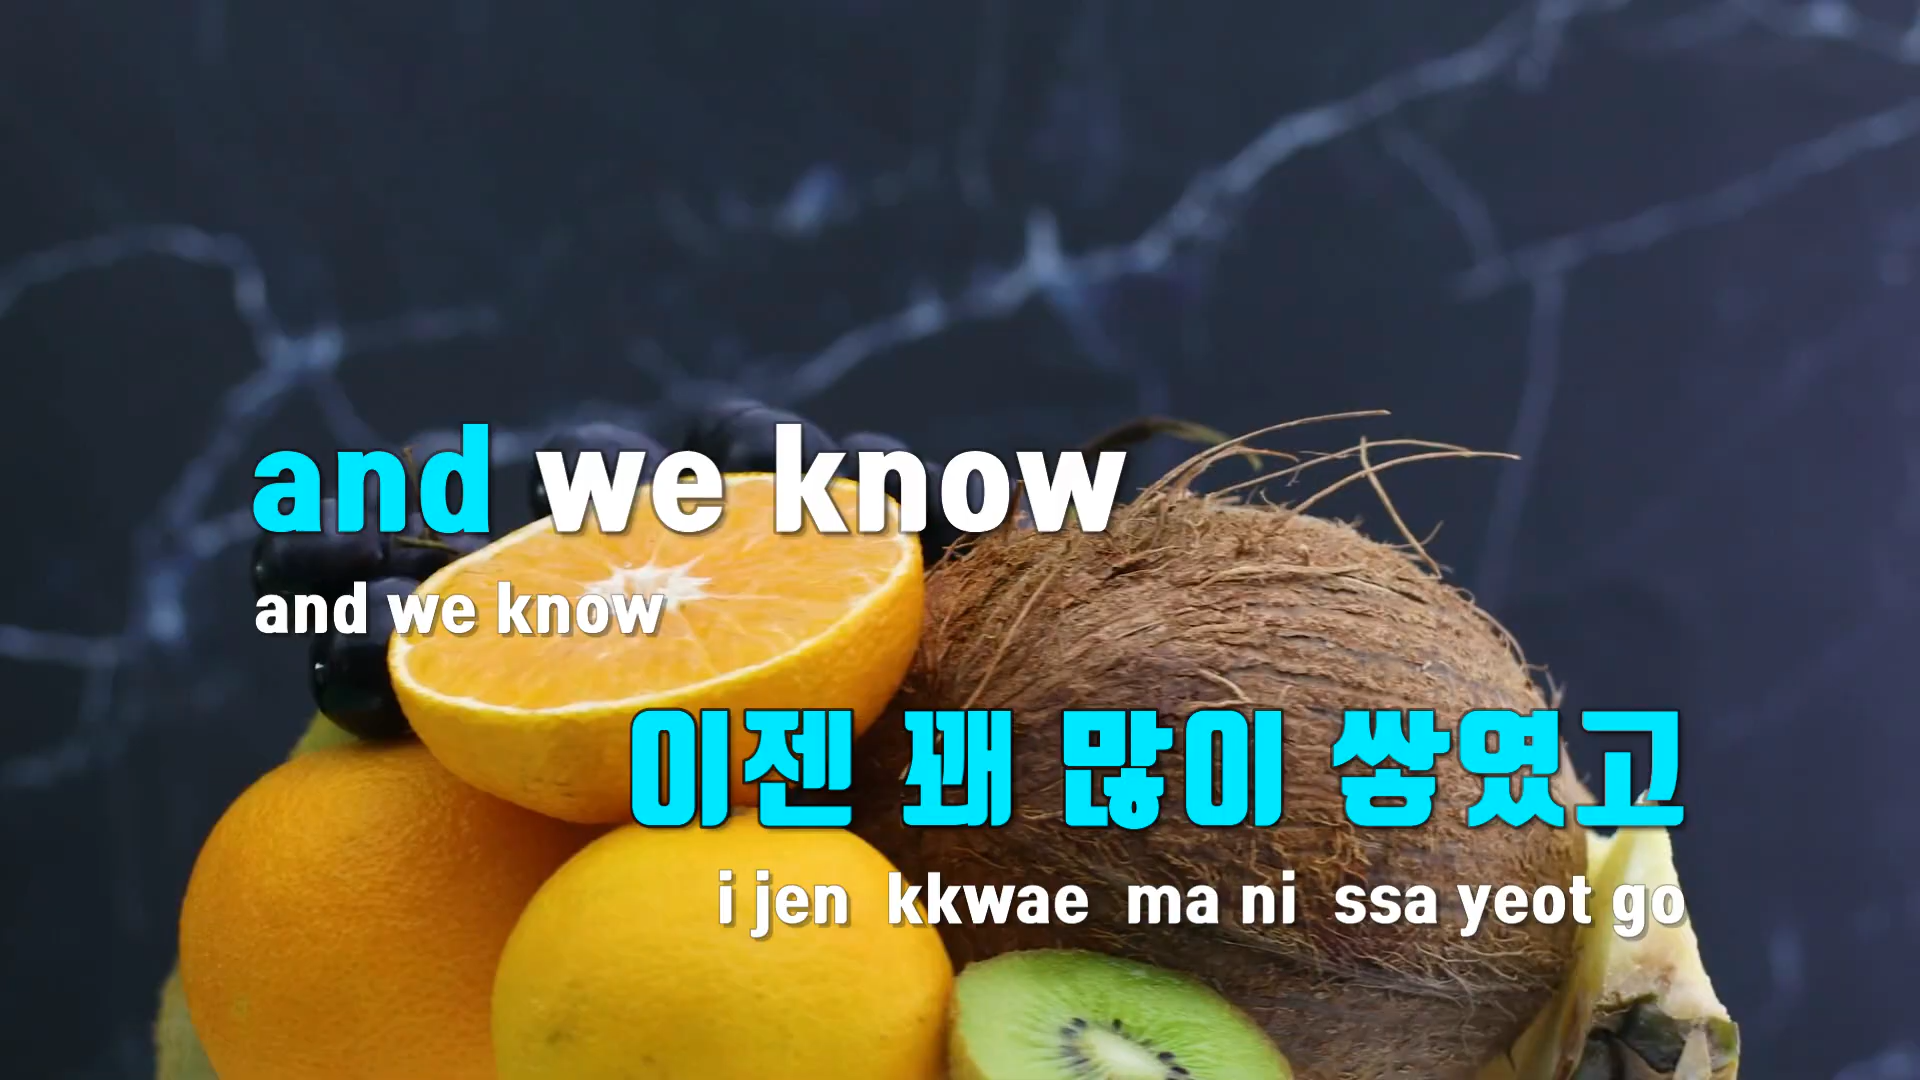 and we know
and we know
이젠 꽤 많이 쌓였고
i jen kkwae ma ni ssa yeot go